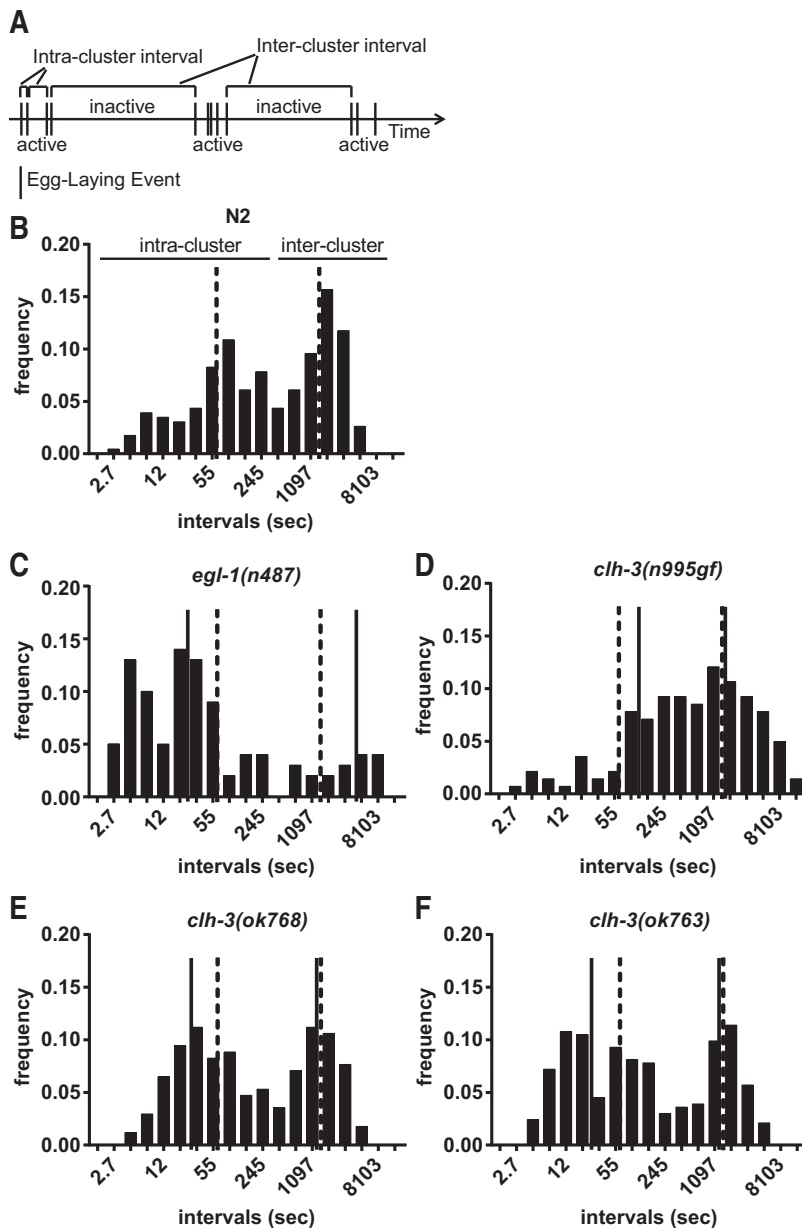 A
Intra-cluster interval
Inter-cluster interval
inactive
inactive
active
active
active
Time
Egg-Laying Event
B
N2
intra-cluster
inter-cluster
frequency
0.20
0.15
0.10
0.05
0.00
2.7
12
55
245
1097
8103
intervals (sec)
C
egl-1(n487)
frequency
0.20
0.15
0.10
0.05
0.00
2.7
12
55
245
1097
8103
intervals (sec)
D
clh-3(n995gf)
frequency
0.20
0.15
0.10
0.05
0.00
2.7
12
55
245
1097
8103
intervals (sec)
E
clh-3(ok768)
frequency
0.20
0.15
0.10
0.05
0.00
2.7
12
55
245
1097
8103
intervals (sec)
F
clh-3(ok763)
frequency
0.20
0.15
0.10
0.05
0.00
2.7
12
55
245
1097
8103
intervals (sec)